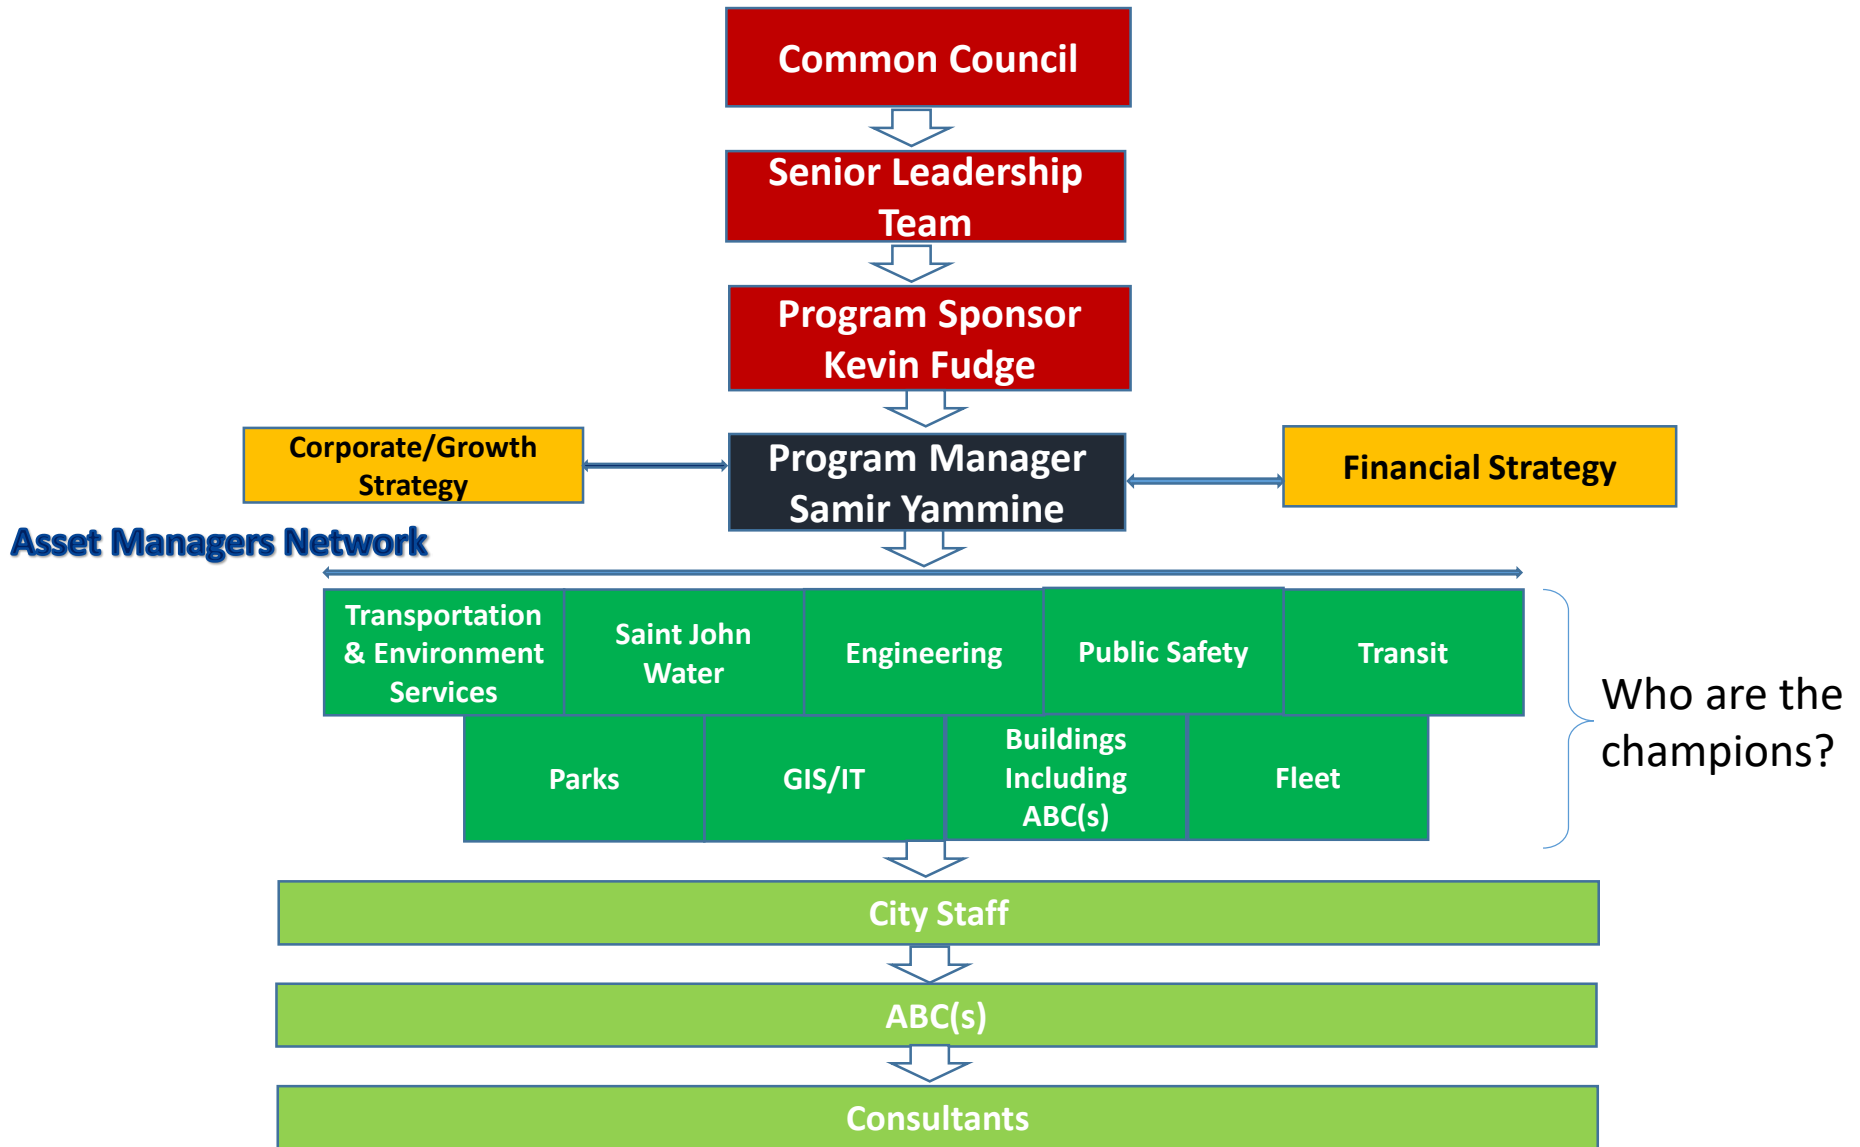 Common Council
Senior Leadership
Team
Program Sponsor
Kevin Fudge
Corporate/Growth
Strategy
Program Manager
Samir Yammine
Financial Strategy
Asset Managers Network
Transportation
& Environment
Services
Saint John
Water
Engineering
Public Safety
Transit
Parks
GIS/IT
Buildings
Including
ABC(s)
Fleet
Who are the
champions?
City Staff
ABC(s)
Consultants